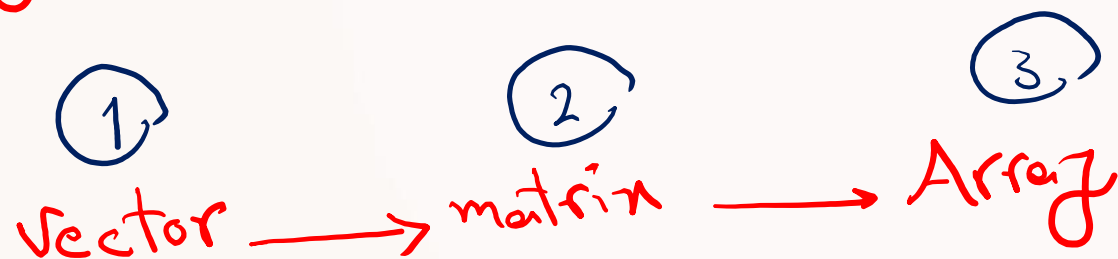 1 2 3
Vector → matrix → Array